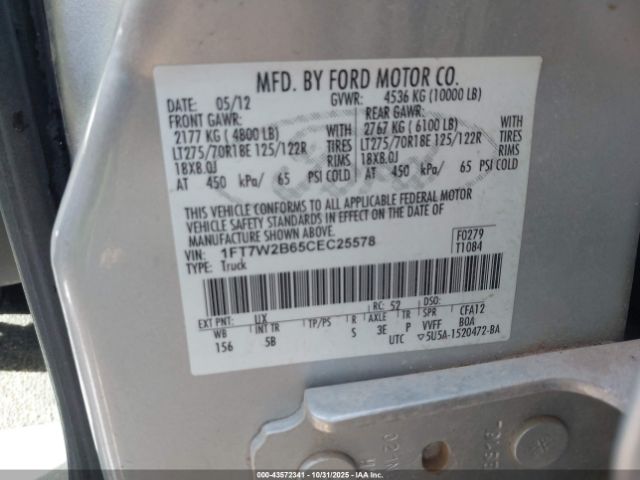 MFD. BY FORD MOTOR CO.
DATE: 05/12 GVWR: 4536 KG (10000 LB)
FRONT GAWR: REAR GAWR:
2177 KG ( 4800 LB) WITH 2767 KG ( 6100 LB) WITH
LT275/70R18E 125/122R TIRES LT275/70R18E 125/122R TIRES
18X8.0J RIMS 18X8.0J RIMS
AT 450 kPa/ 65 PSI COLD AT 450 kPa/ 65 PSI COLD
THIS VEHICLE CONFORMS TO ALL APPLICABLE FEDERAL MOTOR
VEHICLE SAFETY STANDARDS IN EFFECT ON THE DATE OF
MANUFACTURE SHOWN ABOVE.
VIN: 1FT7W2B65CEC25578 F0279
TYPE: Truck T1084
EXT PNT: UX RC: 52 DSO:
WB INT TR TP/PS R AXLE TR SPR CFA12
156 5B S 3E P VVFF BOA
UTC ▽5U5A-1520472-BA
000-43572341 - 10/31/2025 - IAAI.com